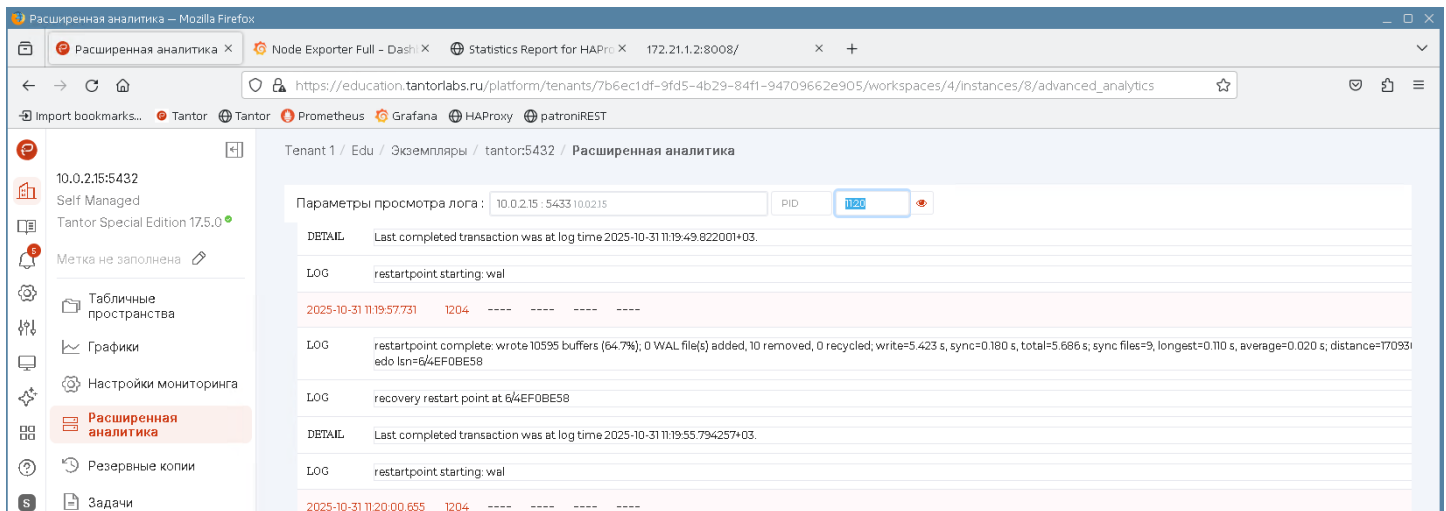 Расширенная аналитика — Mozilla Firefox
Расширенная аналитика
Node Exporter Full – Dash
Statistics Report for HAPro
172.21.1.2:8008/
https://education.tantorlabs.ru/platform/tenants/7b6ec1df-9fd5-4b29-84f1-94709662e905/workspaces/4/instances/8/advanced_analytics
Import bookmarks...
Tantor
Tantor
Prometheus
Grafana
HAProxy
patroniREST
Tenant 1 / Edu / Экземпляры / tantor:5432 / Расширенная аналитика
10.0.2.15:5432
Self Managed
Tantor Special Edition 17.5.0
5
Метка не заполнена
Табличные
пространства
Графики
Настройки мониторинга
Расширенная
аналитика
Резервные копии
S
Задачи
Параметры просмотра лога : 10.0.2.15 : 5433 10.0.2.15 PID 11:20
DETAIL Last completed transaction was at log time 2025-10-31 11:19:49.822001+03.
LOG restartpoint starting: wal
2025-10-31 11:19:57.731 1204 ---- ---- ---- ----
LOG restartpoint complete: wrote 10595 buffers (64.7%); 0 WAL file(s) added, 10 removed, 0 recycled; write=5.423 s, sync=0.180 s, total=5.686 s; sync files=9, longest=0.110 s, average=0.020 s; distance=17093
edo lsn=6/4EF0BE58
LOG recovery restart point at 6/4EF0BE58
DETAIL Last completed transaction was at log time 2025-10-31 11:19:55.794257+03.
LOG restartpoint starting: wal
2025-10-31 11:20:00.655 1204 ---- ---- ---- ----